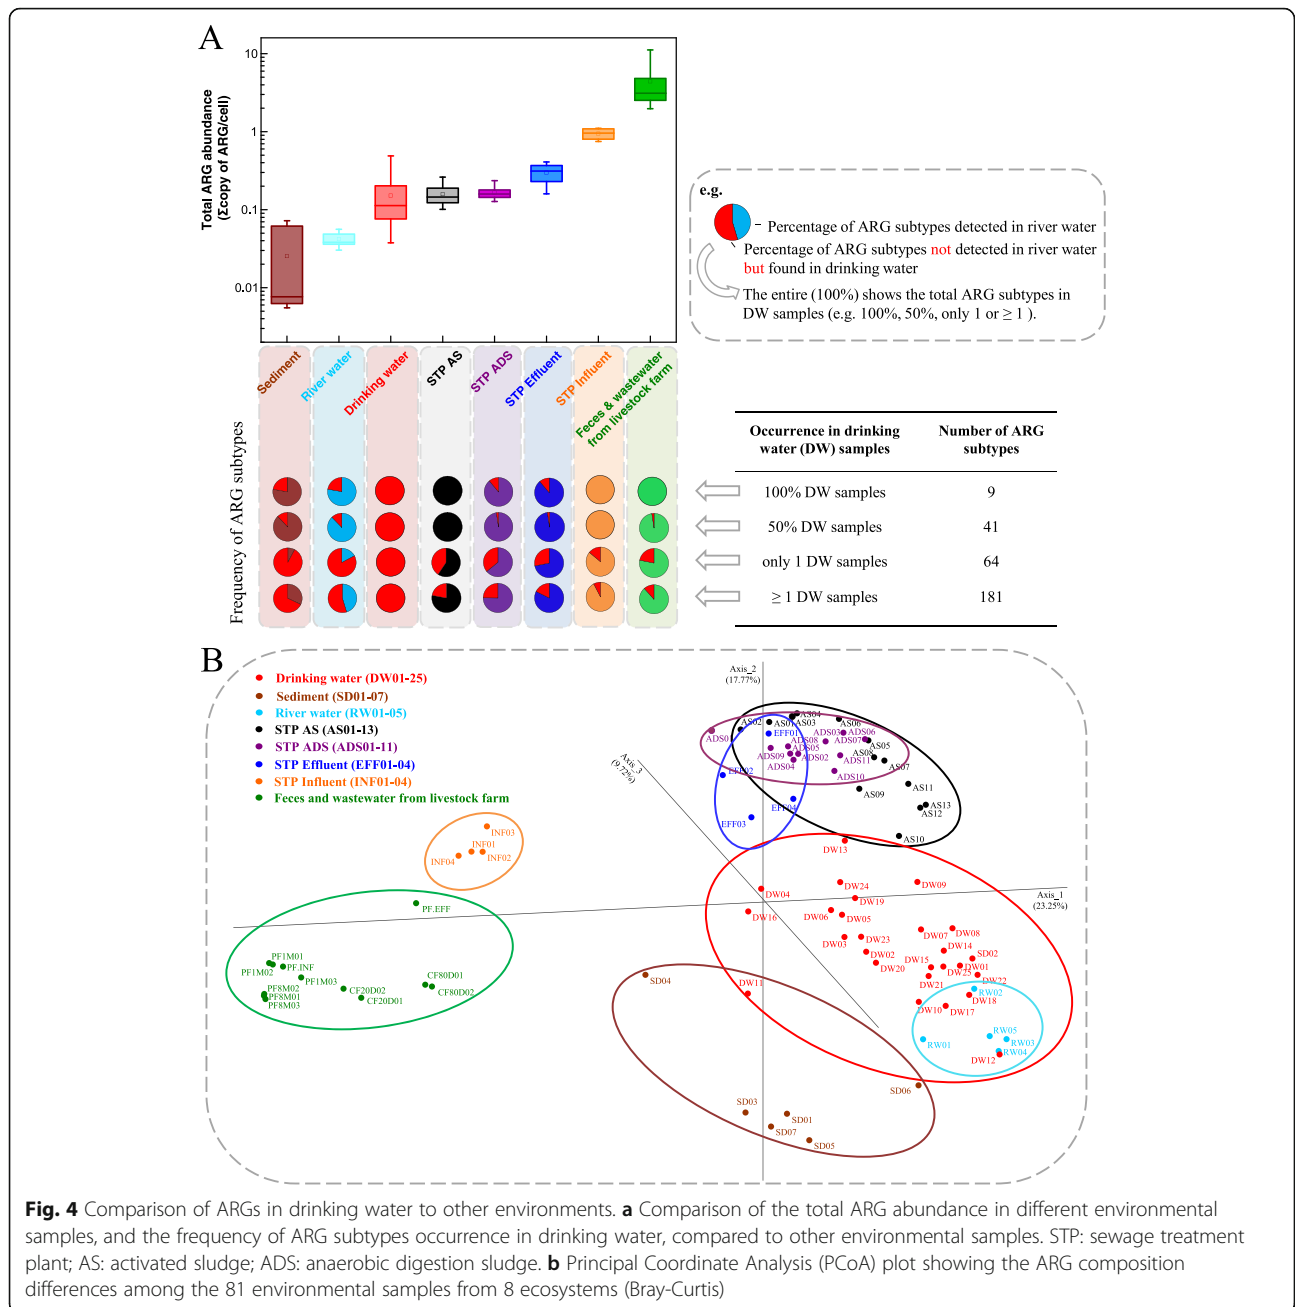 A
Total ARG abundance
(Σcopy of ARG/cell)
10
1
0.1
0.01
e.g.
Percentage of ARG subtypes detected in river water
Percentage of ARG subtypes not detected in river water
but found in drinking water
The entire (100%) shows the total ARG subtypes in
DW samples (e.g. 100%, 50%, only 1 or ≥ 1 ).
Sediment
River water
Drinking water
STP AS
STP ADS
STP Effluent
STP Influent
Feces & wastewater
from livestock farm
Frequency of ARG subtypes
Occurrence in drinking water (DW) samples
Number of ARG subtypes
100% DW samples 9
50% DW samples 41
only 1 DW samples 64
≥ 1 DW samples 181
B
Drinking water (DW01-25)
Sediment (SD01-07)
River water (RW01-05)
STP AS (AS01-13)
STP ADS (ADS01-11)
STP Effluent (EFF01-04)
STP Influent (INF01-04)
Feces and wastewater from livestock farm
Axis_2
(17.77%)
Axis_3
(9.72%)
Axis_1
(23.25%)
AS02
AS01
AS04
AS03
AS06
AS05
AS08
AS07
AS09
AS11
AS13
AS12
AS10
ADS03
ADS06
ADS07
ADS08
ADS05
ADS09
ADS02
ADS04
ADS11
ADS10
EFF01
EFF02
EFF04
EFF03
INF03
INF01
INF04
INF02
PF.EFF
PF1M01
PF1M02
PF.INF
PF1M03
PF8M02
PF8M01
PF8M03
CF20D02
CF20D01
CF80D01
CF80D02
DW13
DW04
DW24
DW09
DW19
DW16
DW06
DW05
DW03
DW23
DW07
DW08
DW02
DW14
SD02
DW20
DW15
DW01
DW25
DW22
DW21
DW11
DW18
RW02
DW10
DW17
RW01
RW05
RW03
RW04
DW12
SD04
SD06
SD03
SD01
SD07
SD05
Fig. 4 Comparison of ARGs in drinking water to other environments. a Comparison of the total ARG abundance in different environmental
samples, and the frequency of ARG subtypes occurrence in drinking water, compared to other environmental samples. STP: sewage treatment
plant; AS: activated sludge; ADS: anaerobic digestion sludge. b Principal Coordinate Analysis (PCoA) plot showing the ARG composition
differences among the 81 environmental samples from 8 ecosystems (Bray-Curtis)